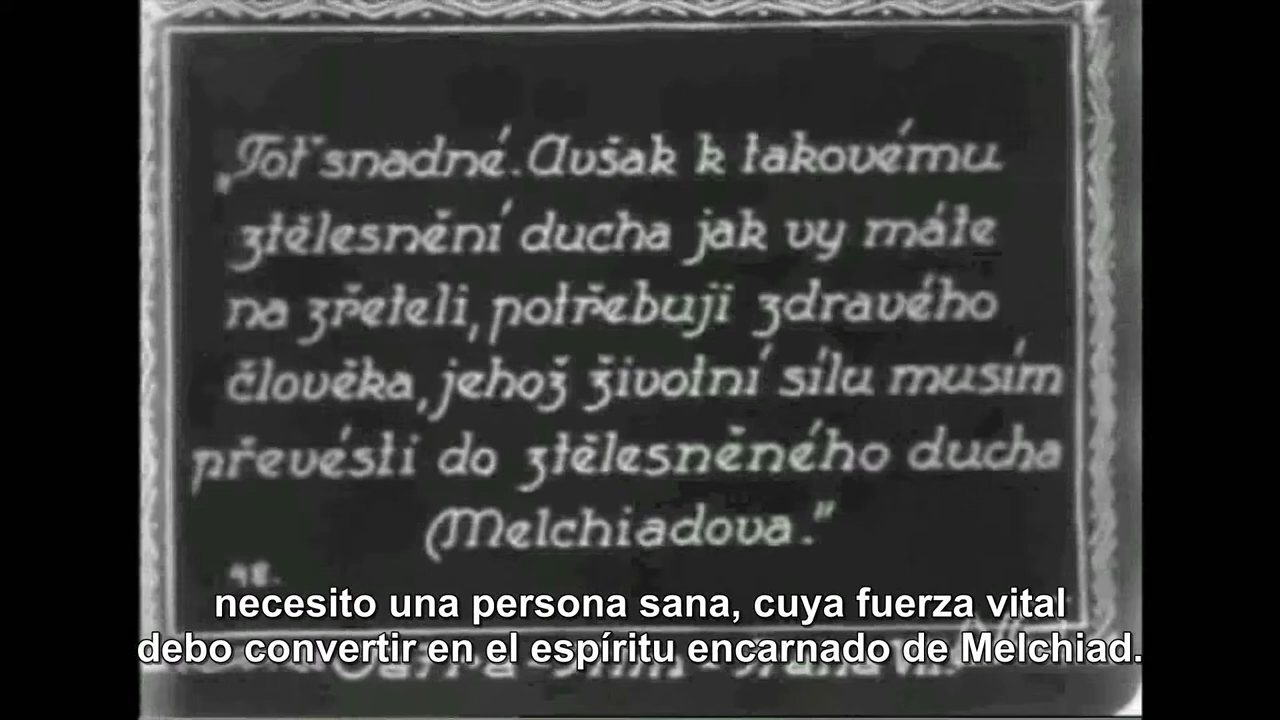 „Toť snadné. Avšak k takovému
ztělesnění ducha jak vy máte
na zřeteli, potřebuji zdravého
člověka, jehož životní sílu musím
převésti do ztělesněného ducha
Melchiadova.“
48.
necesito una persona sana, cuya fuerza vital
debo convertir en el espíritu encarnado de Melchiad.